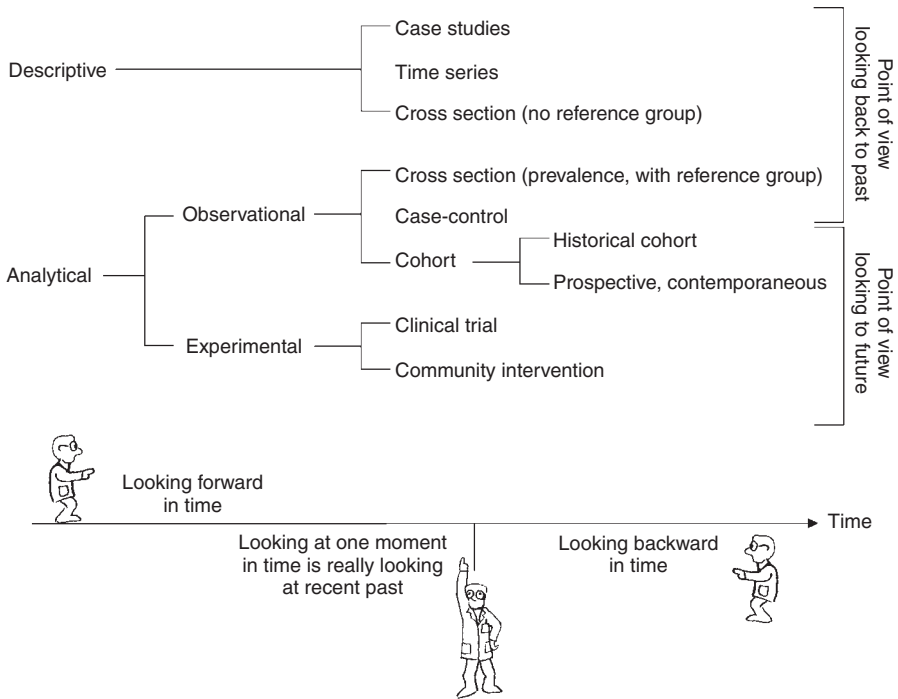 Descriptive
Case studies
Time series
Cross section (no reference group)
Point of view
looking back to past
Analytical
Observational
Cross section (prevalence, with reference group)
Case-control
Cohort
Historical cohort
Prospective, contemporaneous
Experimental
Clinical trial
Community intervention
Point of view
looking to future
Looking forward
in time
Time
Looking at one moment
in time is really looking
at recent past
Looking backward
in time